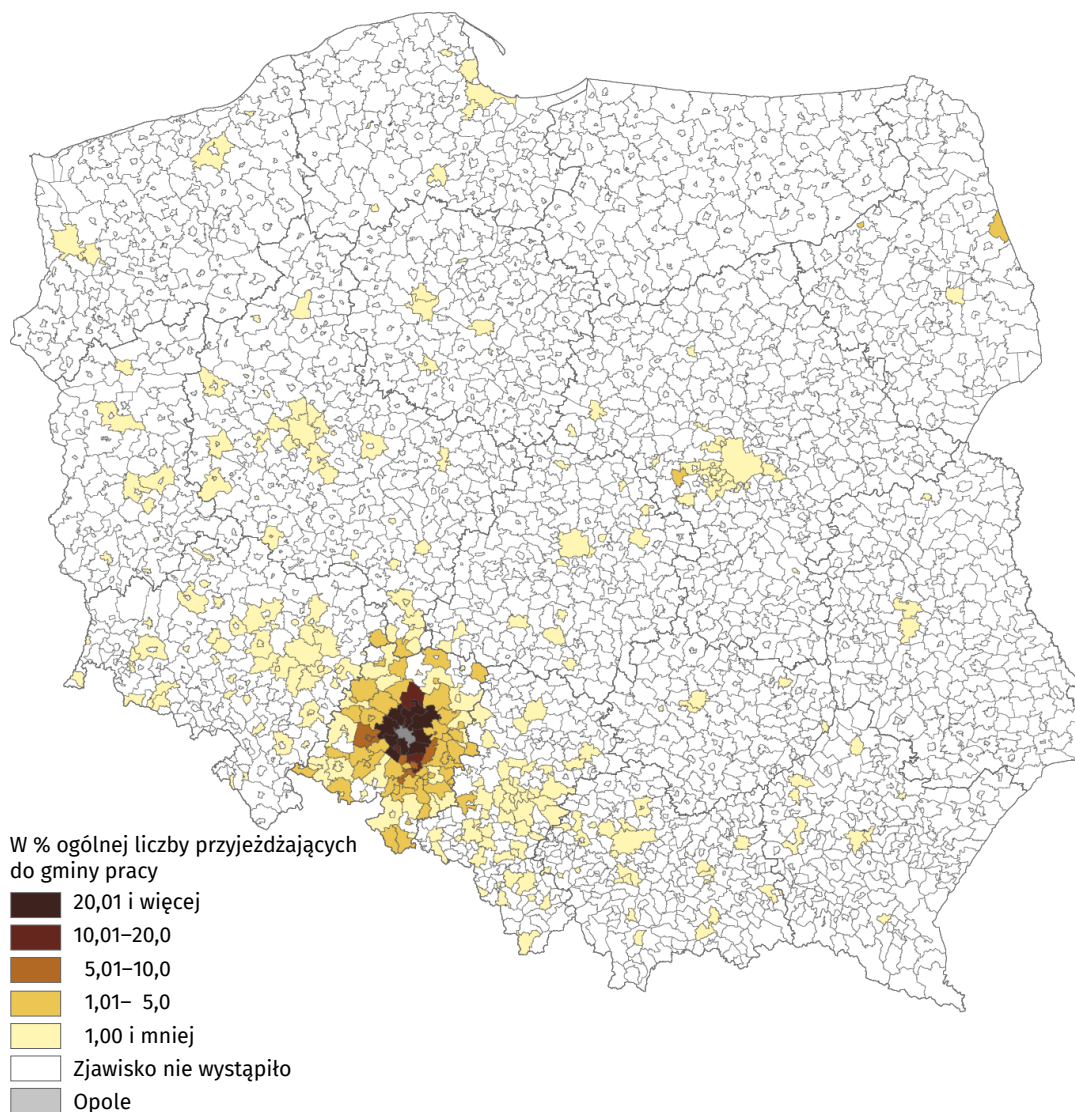 W % ogólnej liczby przyjeżdżających
do gminy pracy
20,01 i więcej
10,01–20,0
5,01–10,0
1,01– 5,0
1,00 i mniej
Zjawisko nie wystąpiło
Opole